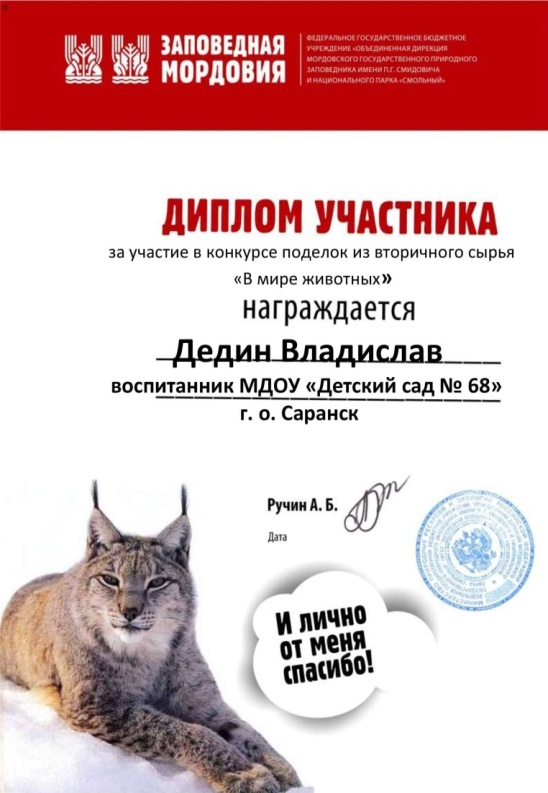 ЗАПОВЕДНАЯ
МОРДОВИЯ
ФЕДЕРАЛЬНОЕ ГОСУДАРСТВЕННОЕ БЮДЖЕТНОЕ
УЧРЕЖДЕНИЕ «ОБЪЕДИНЕННАЯ ДИРЕКЦИЯ
МОРДОВСКОГО ГОСУДАРСТВЕННОГО ПРИРОДНОГО
ЗАПОВЕДНИКА ИМЕНИ П.Г. СМИДОВИЧА
И НАЦИОНАЛЬНОГО ПАРКА «СМОЛЬНЫЙ»
ДИПЛОМ УЧАСТНИКА
за участие в конкурсе поделок из вторичного сырья
«В мире животных»
награждается
Дедин Владислав
воспитанник МДОУ «Детский сад № 68»
г. о. Саранск
Ручин А. Б.
Дата
И лично
от меня
спасибо!